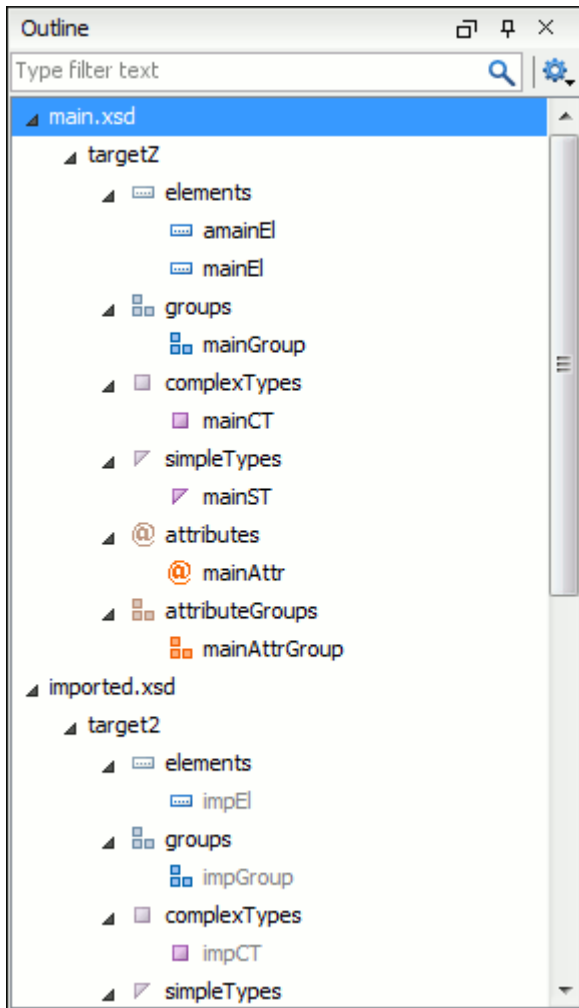 Outline
Type filter text
main.xsd
targetZ
elements
amainEl
mainEl
groups
mainGroup
complexTypes
mainCT
simpleTypes
mainST
attributes
mainAttr
attributeGroups
mainAttrGroup
imported.xsd
target2
elements
impEl
groups
impGroup
complexTypes
impCT
simpleTypes